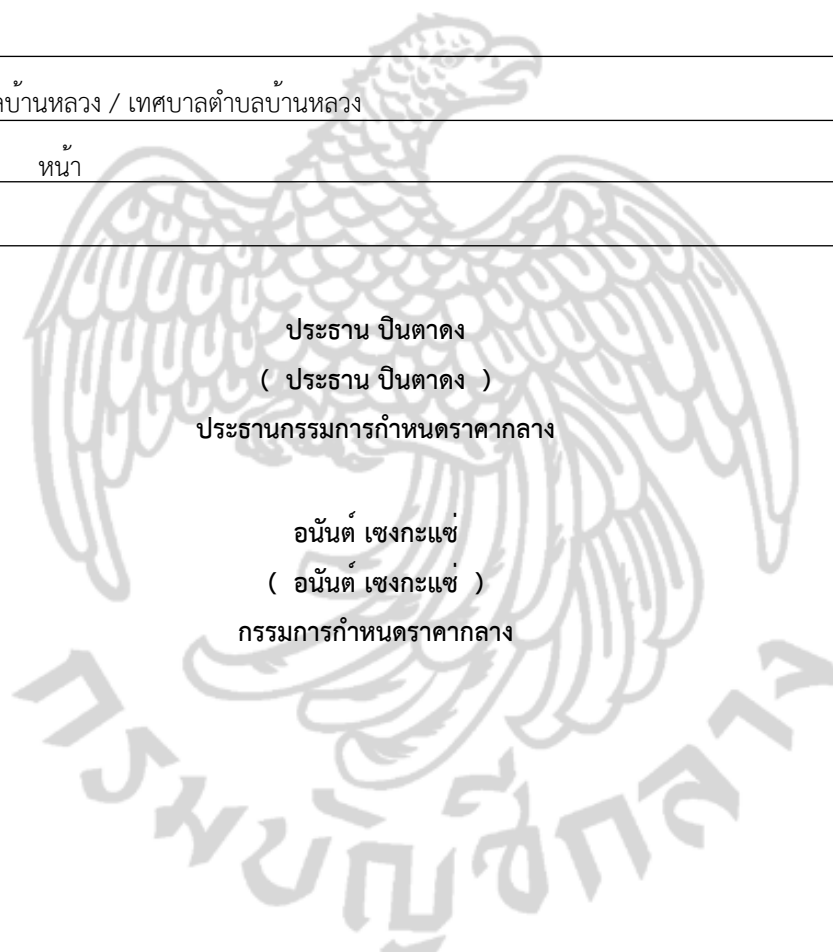 บ้านหลวง / เทศบาลตำบลบ้านหลวง
หน้า
ประธาน ปินตาดง
( ประธาน ปินตาดง )
ประธานกรรมการกำหนดราคากลาง
อนันต์ เซงกะแซ่
( อนันต์ เซงกะแซ่ )
กรรมการกำหนดราคากลาง
กรมบัญชีกลาง